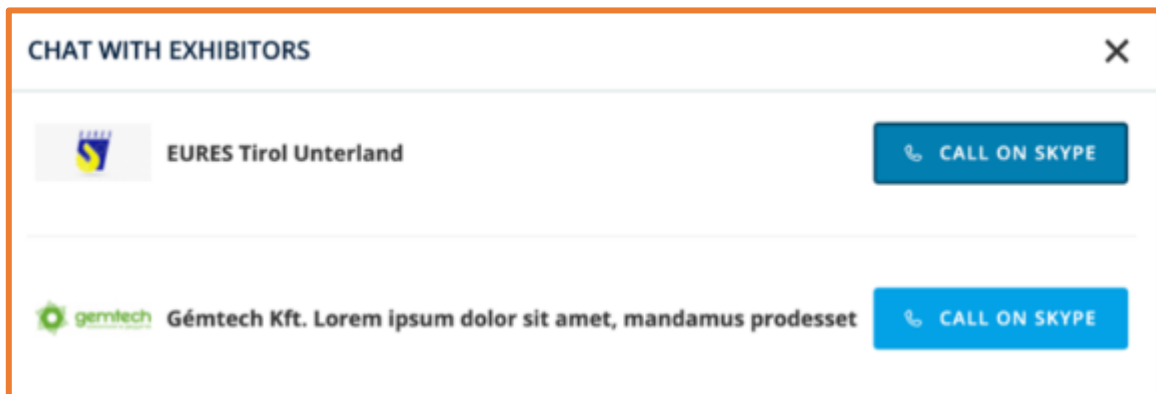 CHAT WITH EXHIBITORS
EURES
EURES Tirol Unterland
CALL ON SKYPE
gemtech
Gémtech Kft. Lorem ipsum dolor sit amet, mandamus prodesset
CALL ON SKYPE